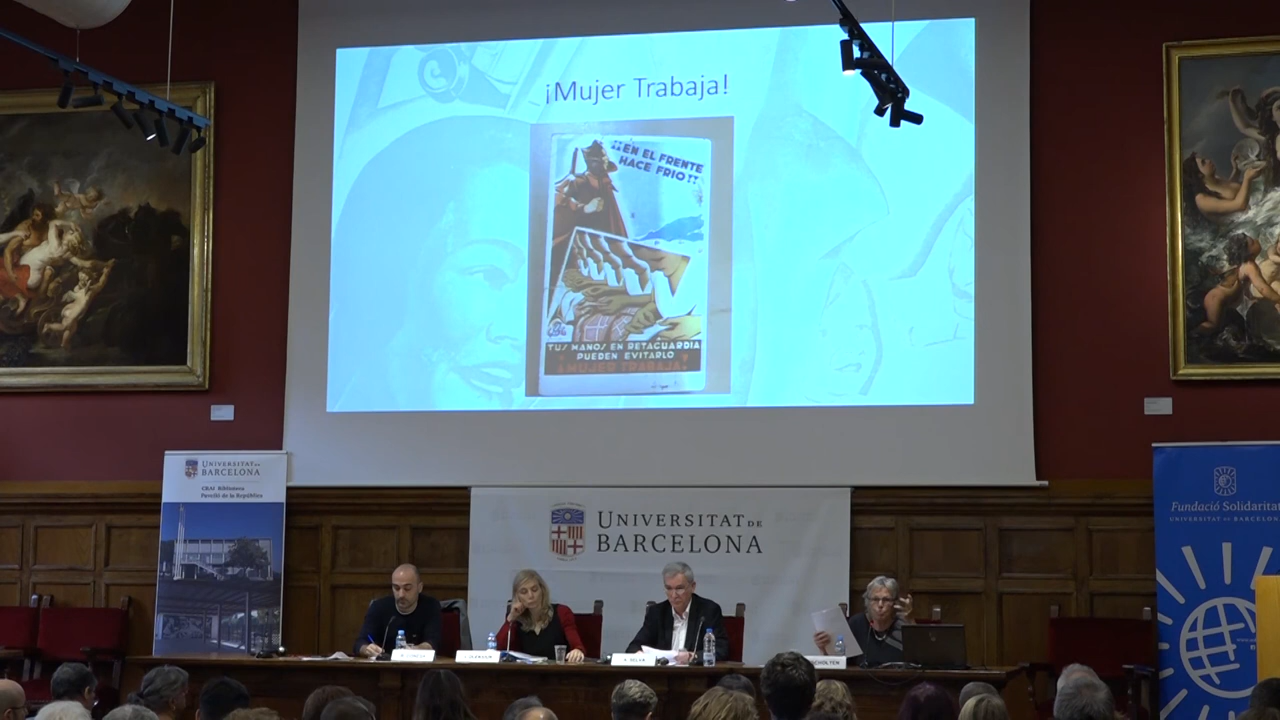 ¡Mujer Trabaja!
¡¡EN EL FRENTE
HACE FRIO!!
TUS MANOS EN RETAGUARDIA
PUEDEN EVITARLO
¡MUJER TRABAJA!
UNIVERSITAT DE
BARCELONA
CRAI Biblioteca
Pavelló de la República
UNIVERSITAT DE
BARCELONA
Fundació Solidaritat
UNIVERSITAT DE BARCELONA